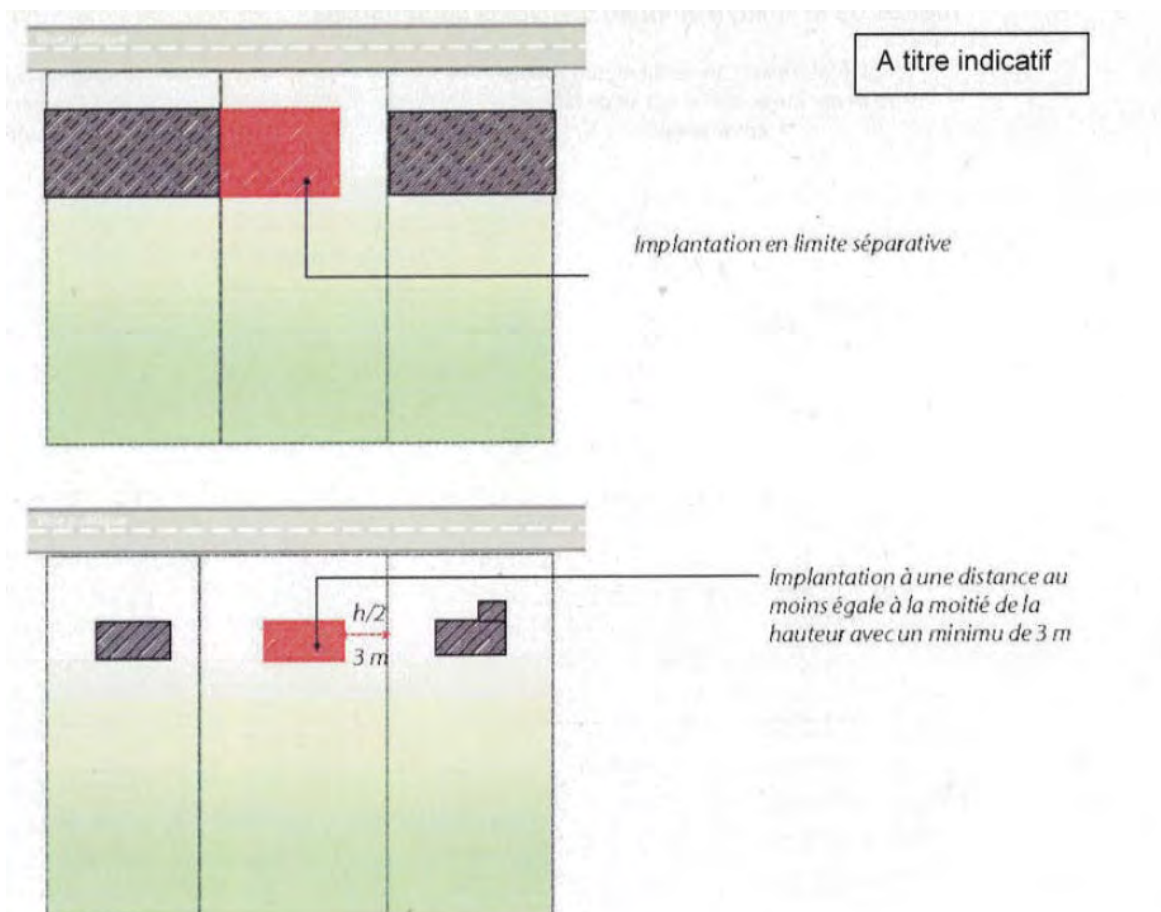 A titre indicatif
Implantation en limite séparative
h/2
3 m
Implantation à une distance au
moins égale à la moitié de la
hauteur avec un minimu de 3 m